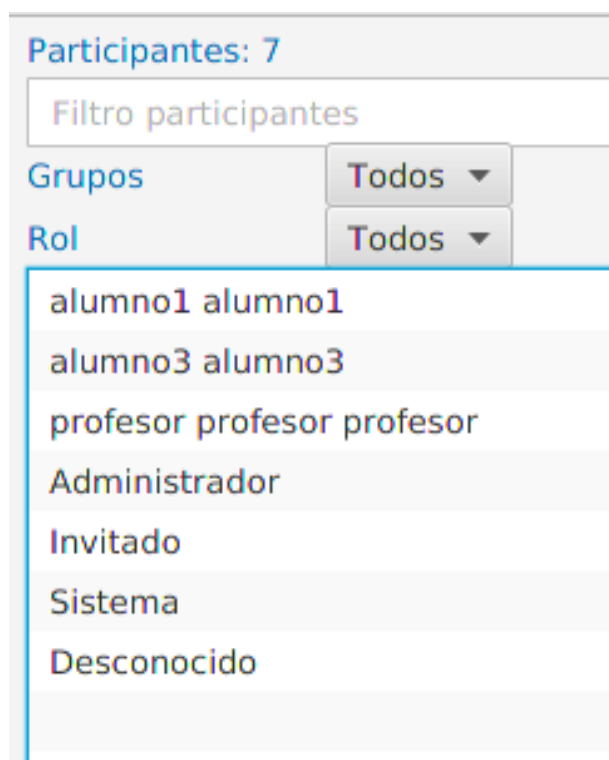 Participantes: 7
Filtro participantes
Grupos Todos
Rol Todos
alumno1 alumno1
alumno3 alumno3
profesor profesor profesor
Administrador
Invitado
Sistema
Desconocido